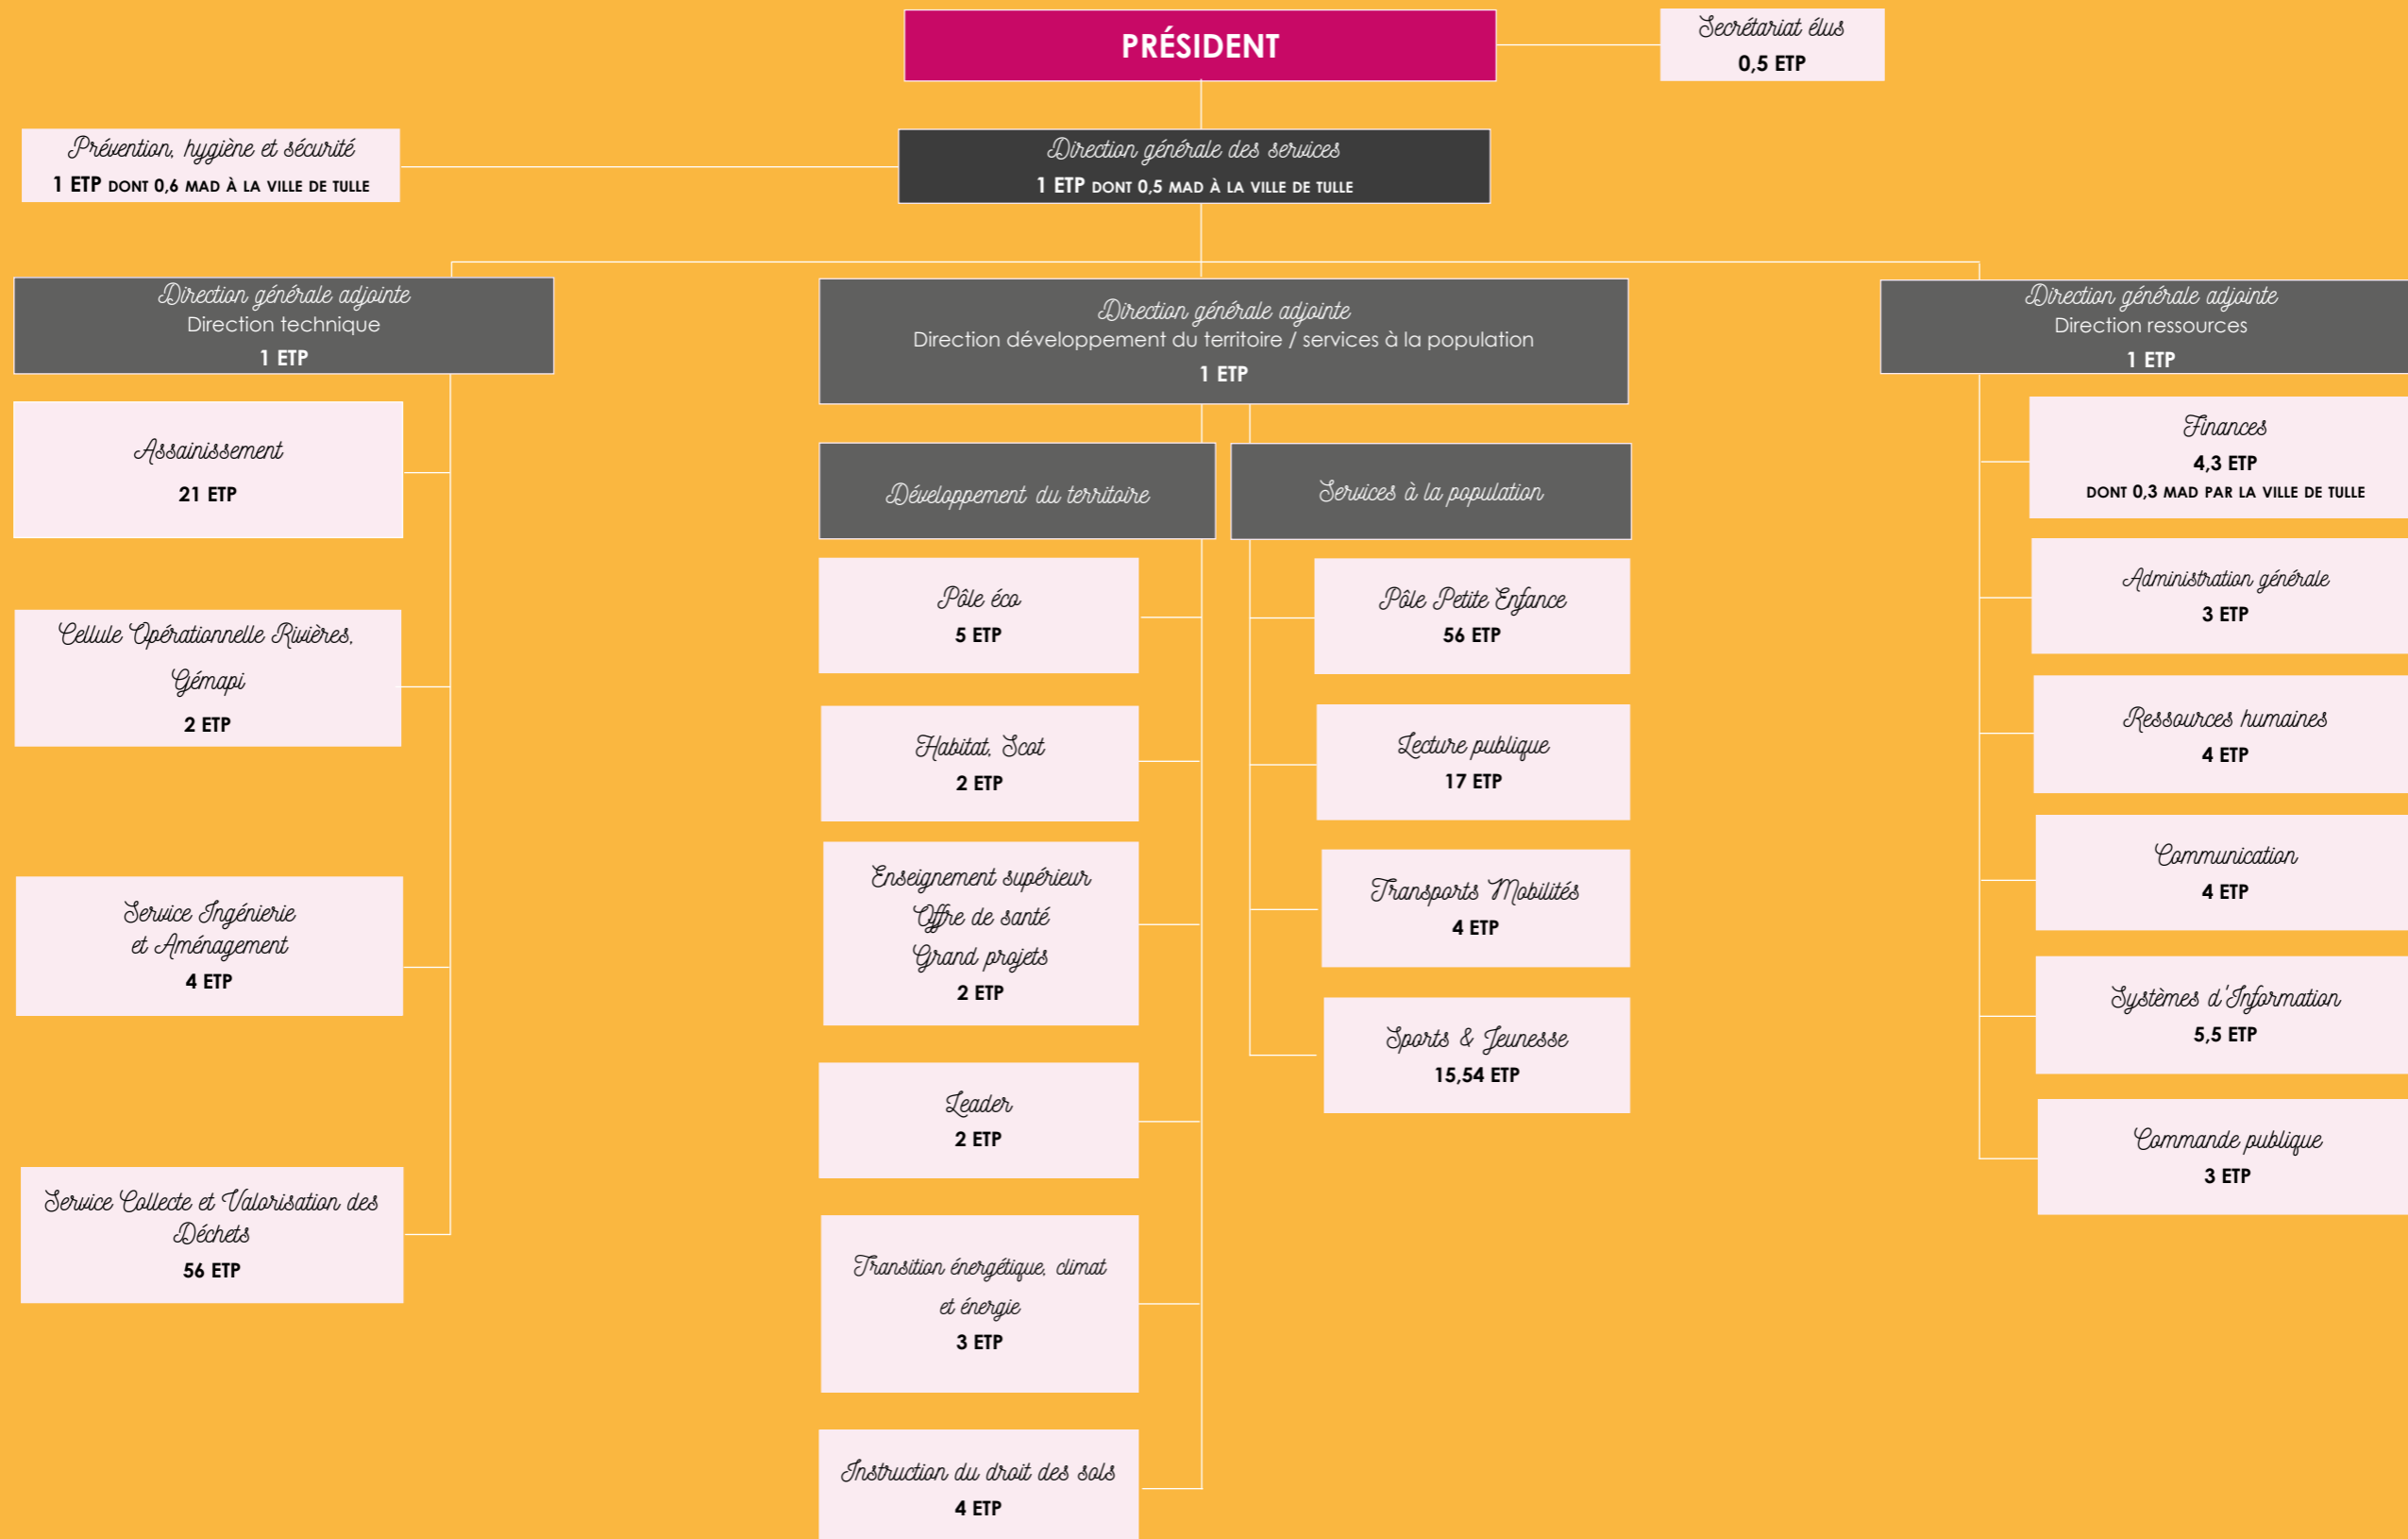 PRÉSIDENT
Secrétariat élus
0,5 ETP
Prévention, hygiène et sécurité
1 ETP DONT 0,6 MAD À LA VILLE DE TULLE
Direction générale des services
1 ETP DONT 0,5 MAD À LA VILLE DE TULLE
Direction générale adjointe
Direction technique
1 ETP
Assainissement
21 ETP
Cellule Opérationnelle Rivières,
Gémapi
2 ETP
Service Ingénierie
et Aménagement
4 ETP
Service Collecte et Valorisation des
Déchets
56 ETP
Direction générale adjointe
Direction développement du territoire / services à la population
1 ETP
Développement du territoire
Pôle éco
5 ETP
Habitat, Scot
2 ETP
Enseignement supérieur
Offre de santé
Grand projets
2 ETP
Leader
2 ETP
Transition énergétique, climat
et énergie
3 ETP
Instruction du droit des sols
4 ETP
Services à la population
Pôle Petite Enfance
56 ETP
Lecture publique
17 ETP
Transports Mobilités
4 ETP
Sports & Jeunesse
15,54 ETP
Direction générale adjointe
Direction ressources
1 ETP
Finances
4,3 ETP
DONT 0,3 MAD PAR LA VILLE DE TULLE
Administration générale
3 ETP
Ressources humaines
4 ETP
Communication
4 ETP
Systèmes d'Information
5,5 ETP
Commande publique
3 ETP